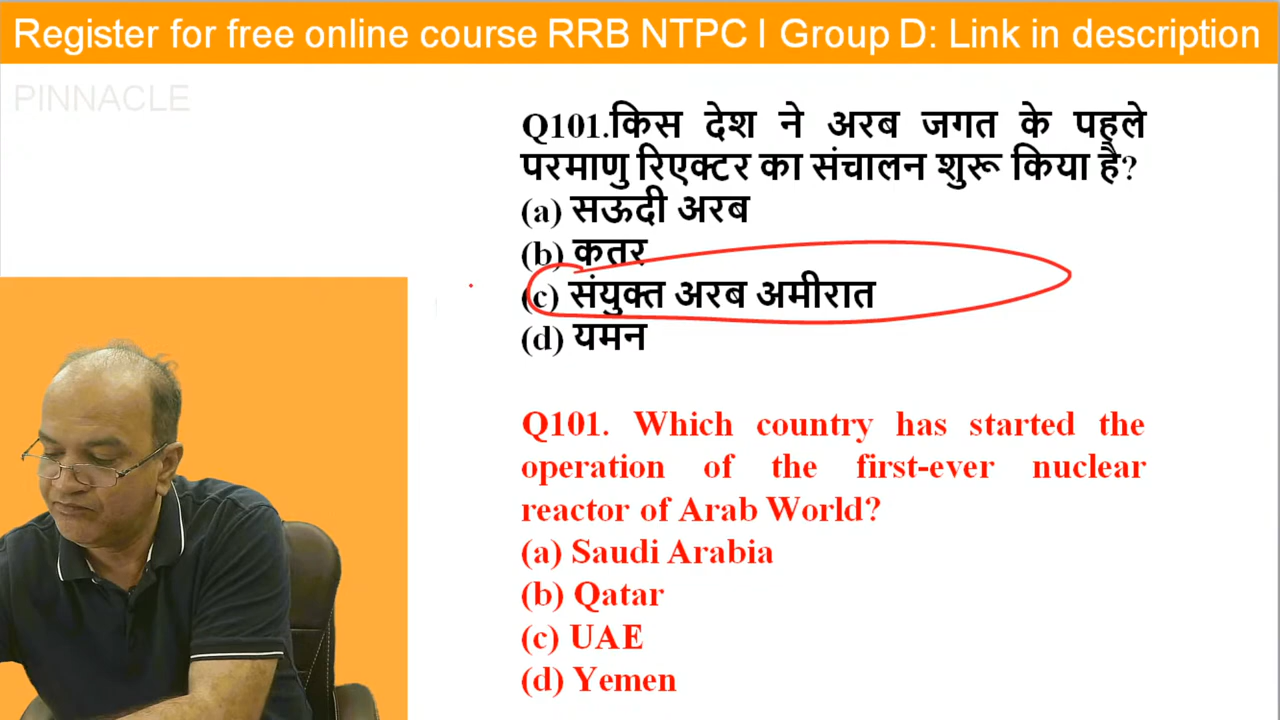 Register for free online course RRB NTPC I Group D: Link in description
PINNACLE
Q101.किस देश ने अरब जगत के पहले
परमाणु रिएक्टर का संचालन शुरू किया है?
(a) सऊदी अरब
(b) कतर
(c) संयुक्त अरब अमीरात
(d) यमन
Q101. Which country has started the
operation of the first-ever nuclear
reactor of Arab World?
(a) Saudi Arabia
(b) Qatar
(c) UAE
(d) Yemen